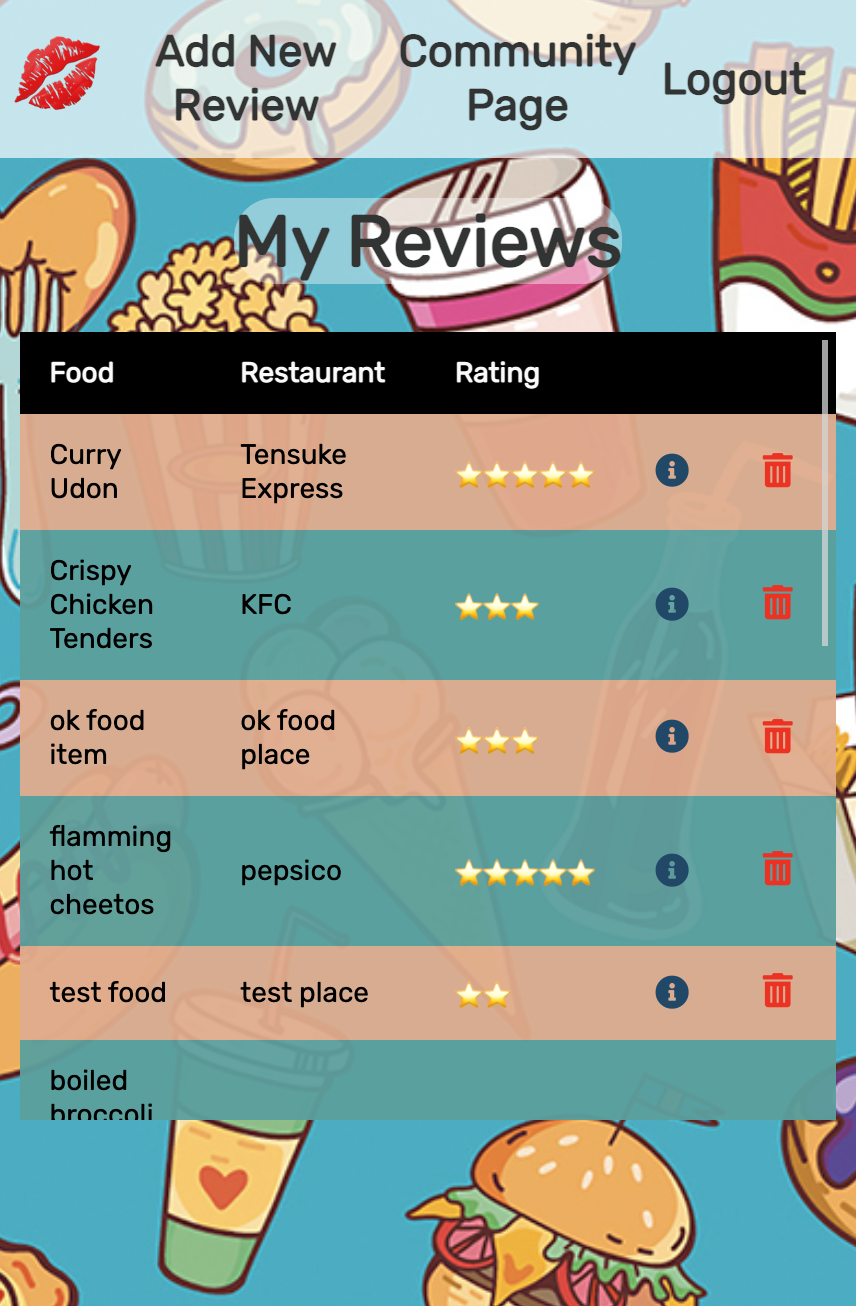 Add New
Review
Community
Page
Logout
My Reviews
Food Restaurant Rating
Curry
Udon
Tensuke
Express
Crispy
Chicken
Tenders
KFC
ok food
item
ok food
place
flamming
hot
cheetos
pepsico
test food
test place
boiled
broccoli